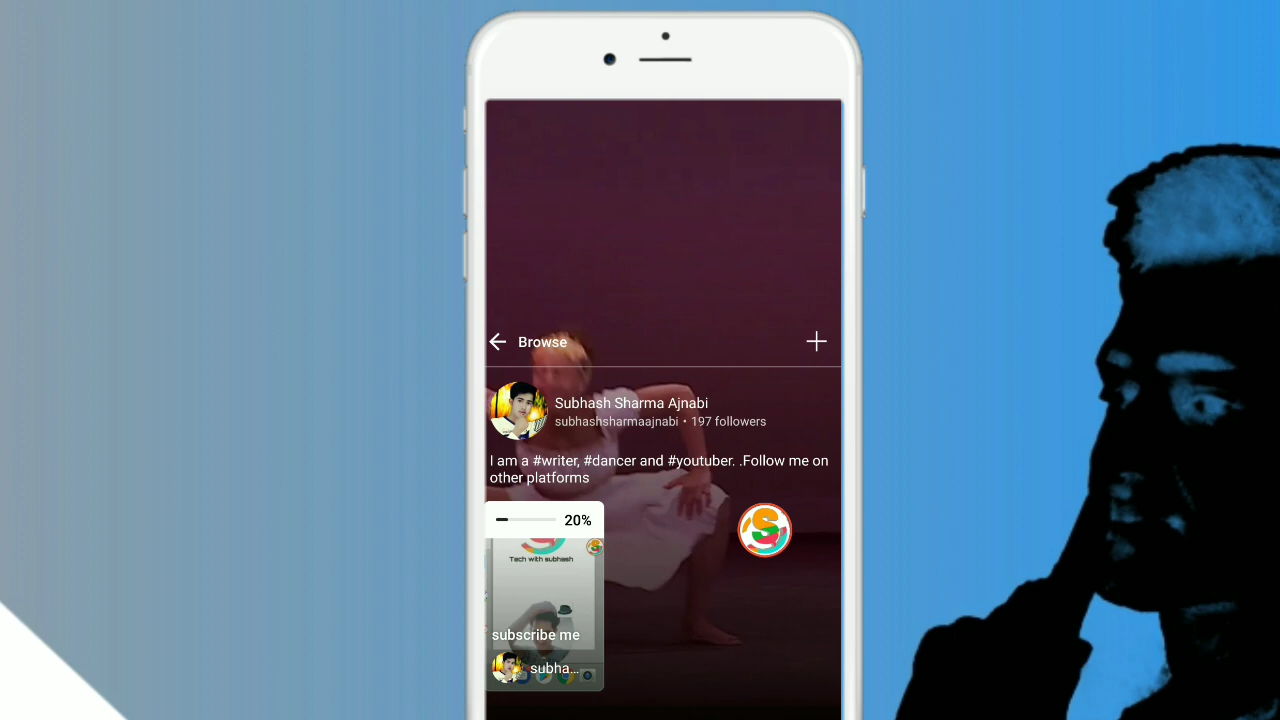 Browse
Subhash Sharma Ajnabi
subhashsharmaajnabi • 197 followers
I am a #writer, #dancer and #youtuber. .Follow me on
other platforms
20%
Tech with subhash
subscribe me
subha...